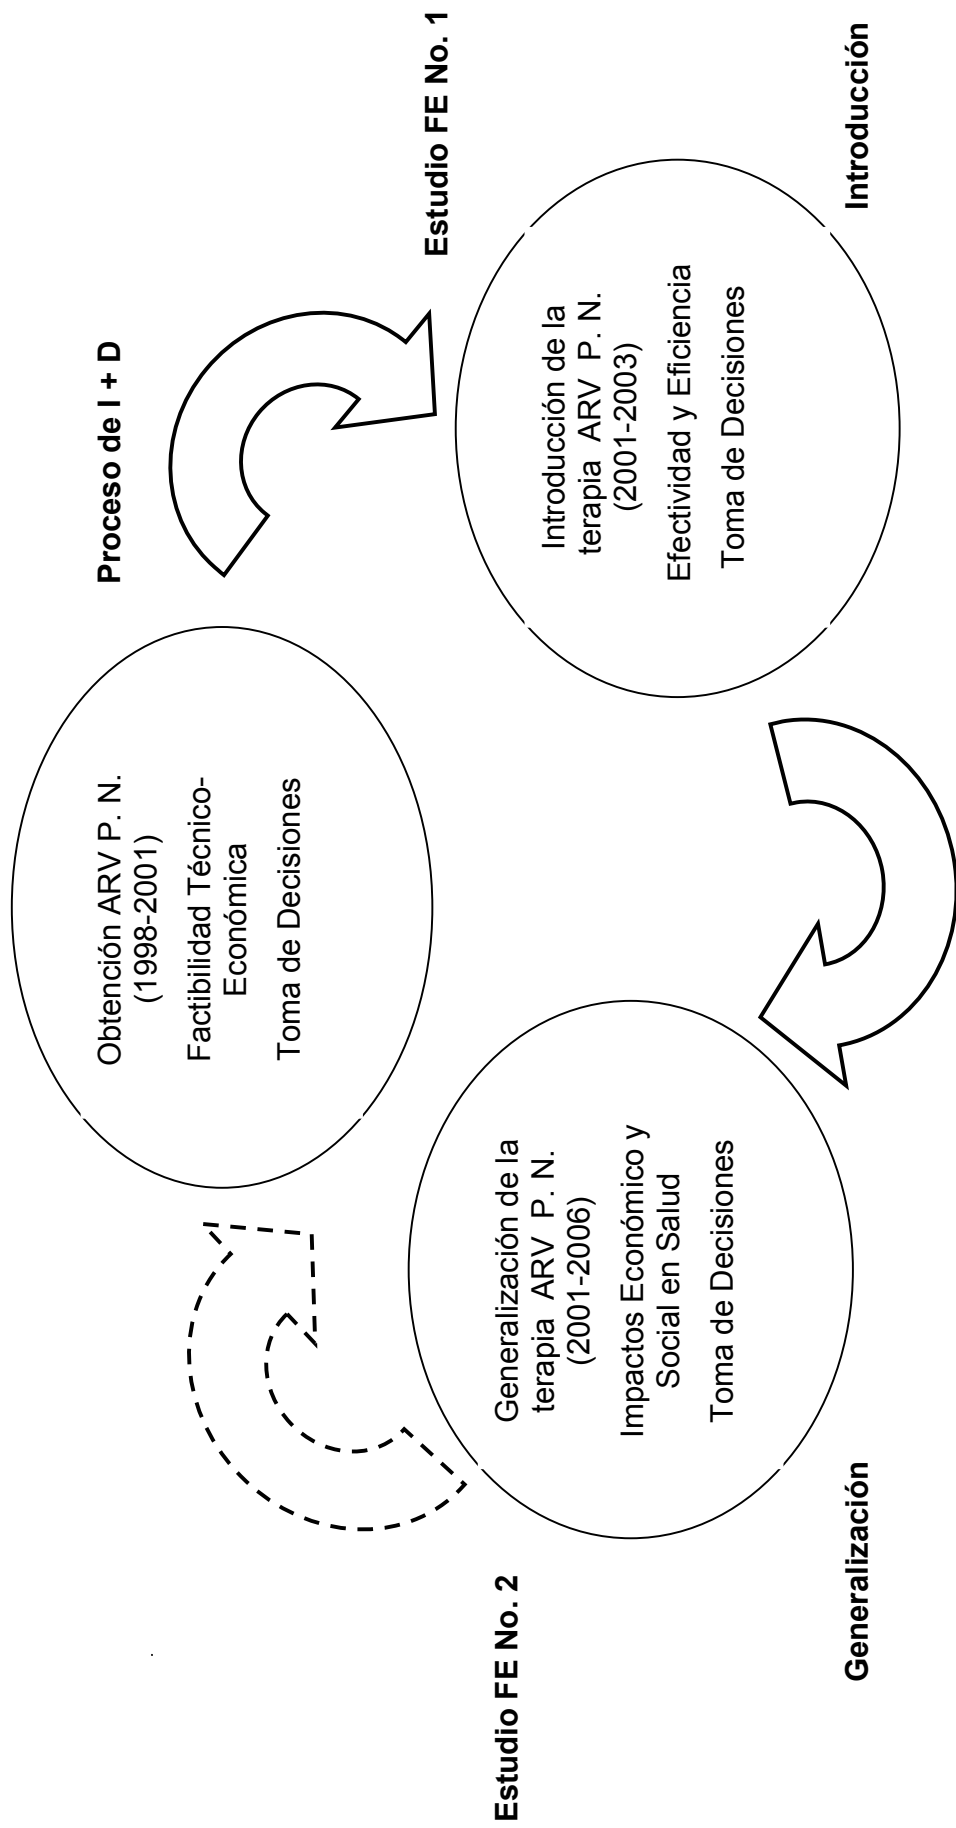 Proceso de I + D
Obtención ARV P. N.
(1998-2001)
Factibilidad Técnico-
Económica
Toma de Decisiones
Estudio FE No. 1
Introducción de la
terapia ARV P. N.
(2001-2003)
Efectividad y Eficiencia
Toma de Decisiones
Introducción
Estudio FE No. 2
Generalización de la
terapia ARV P. N.
(2001-2006)
Impactos Económico y
Social en Salud
Toma de Decisiones
Generalización